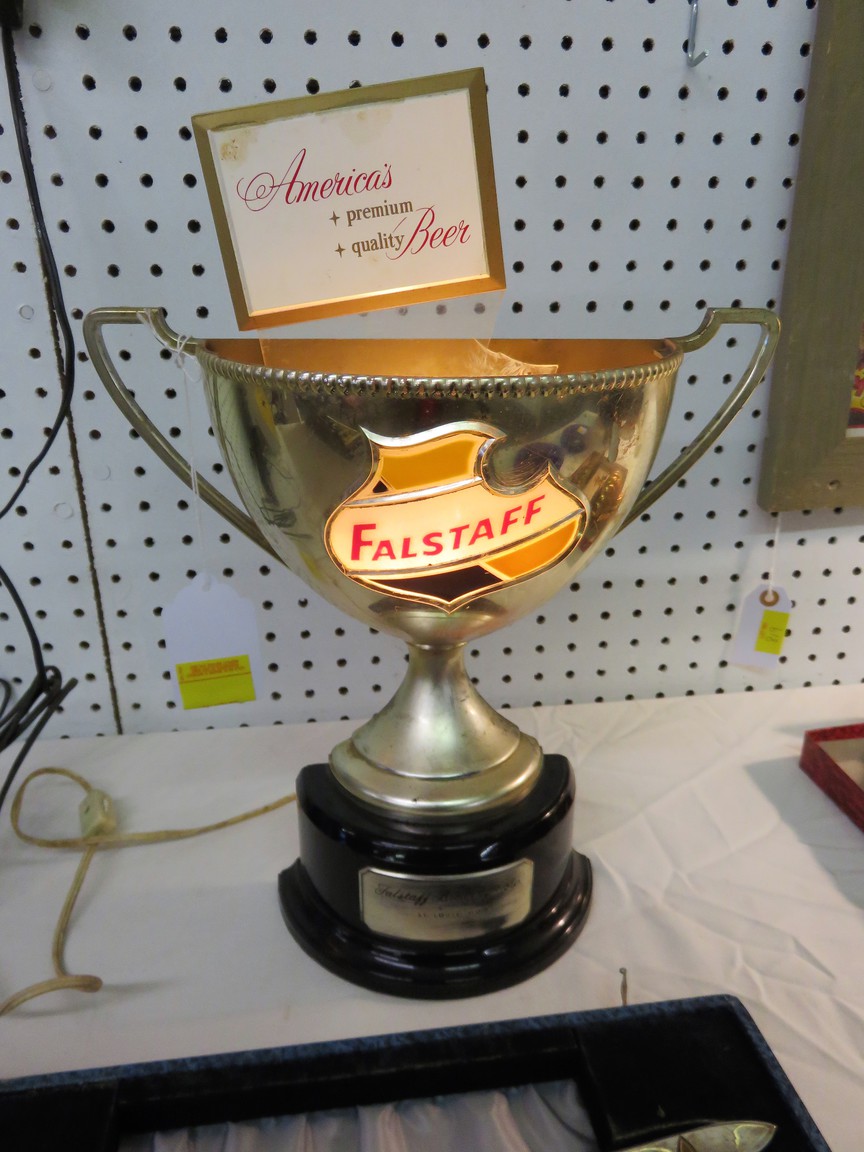 America's
premium
quality Beer
FALSTAFF
Falstaff